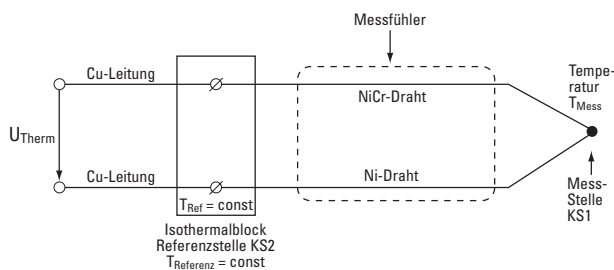 Messfühler
Cu-Leitung
NiCr-Draht
Tempe-
ratur
TMess
UTherm
Cu-Leitung
Ni-Draht
TRef = const
Mess-
Stelle
KS1
Isothermalblock
Referenzstelle KS2
TReferenz = const